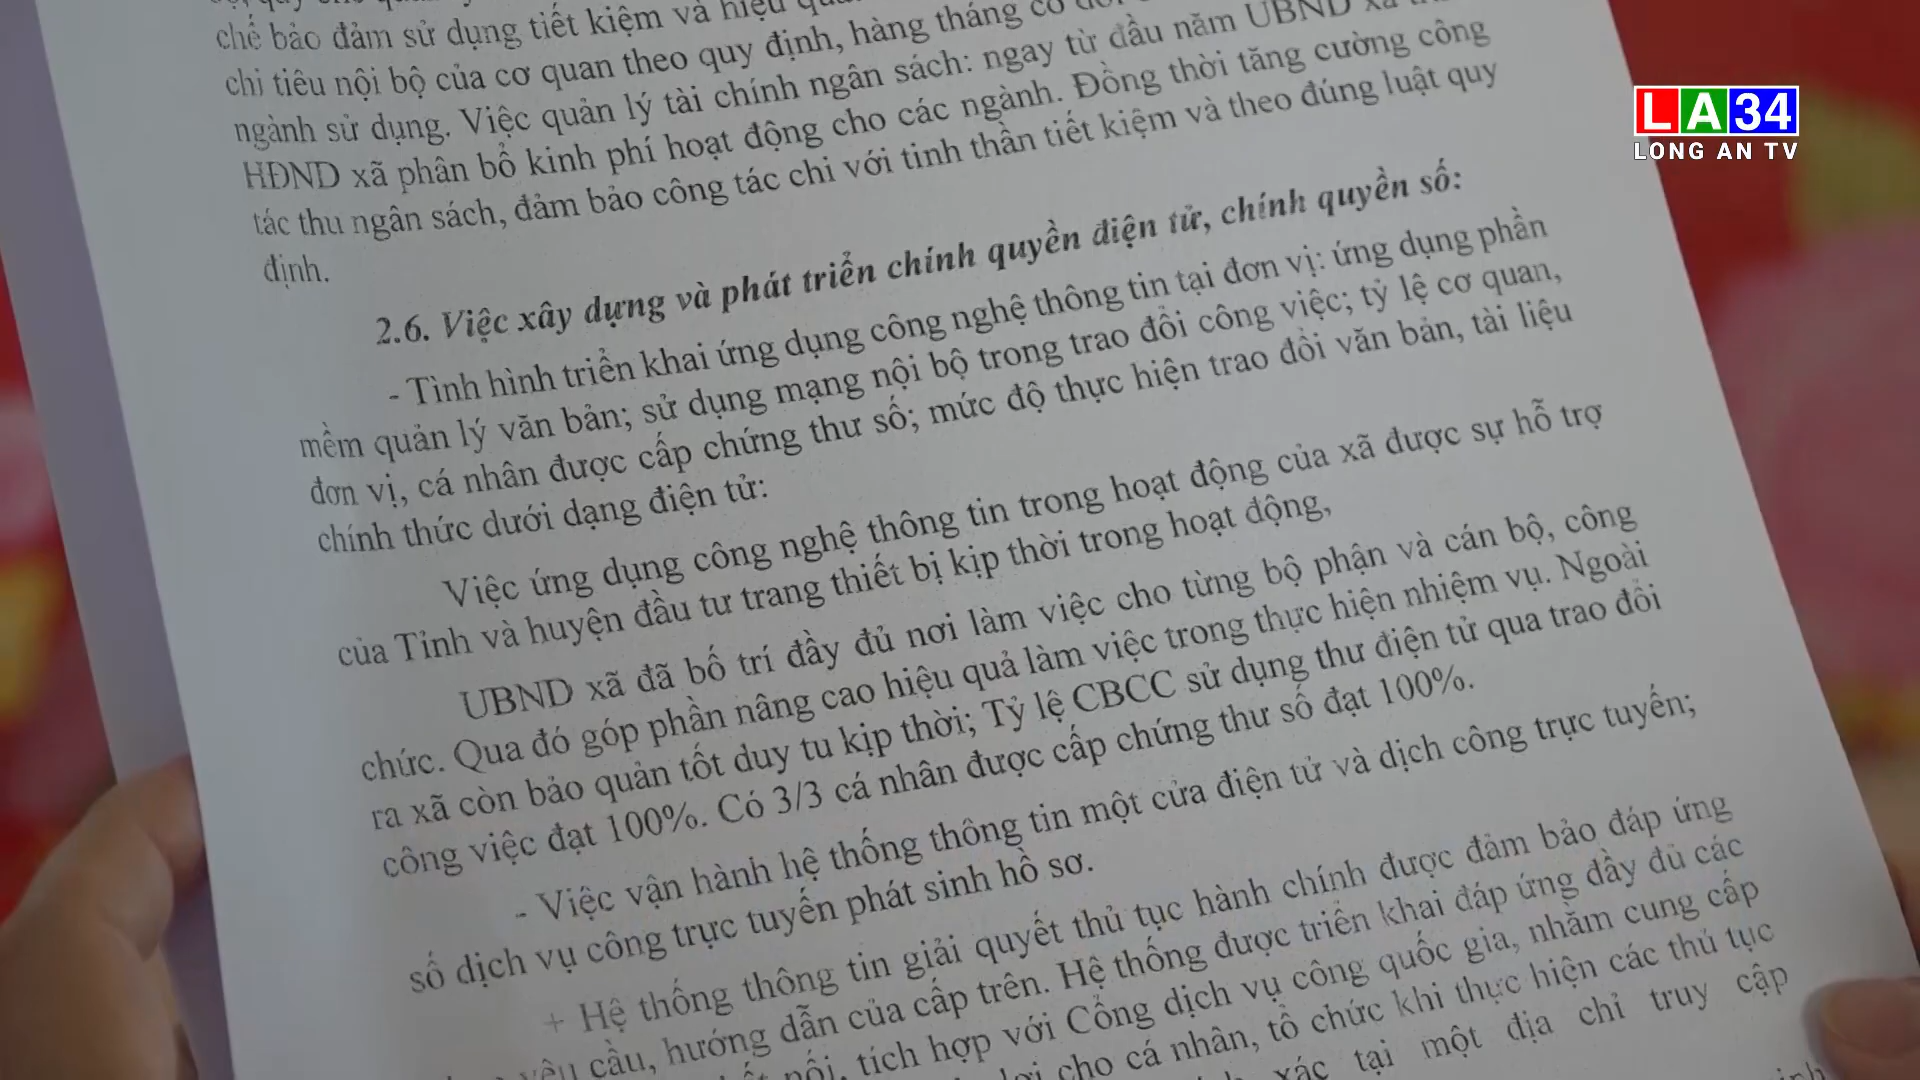 chế bảo đảm sử dụng tiết kiệm và hiệu
chi tiêu nội bộ của cơ quan theo quy định, hàng tháng có
ngành sử dụng. Việc quản lý tài chính ngân sách: ngay từ đầu năm UBND xã
HĐND xã phân bổ kinh phí hoạt động cho các ngành. Đồng thời tăng cường công
tác thu ngân sách, đảm bảo công tác chi với tinh thần tiết kiệm và theo đúng luật quy
định.
2.6. Việc xây dựng và phát triển chính quyền điện tử, chính quyền số:
- Tình hình triển khai ứng dụng công nghệ thông tin tại đơn vị: ứng dụng phần
mềm quản lý văn bản; sử dụng mạng nội bộ trong trao đổi công việc; tỷ lệ cơ quan,
đơn vị, cá nhân được cấp chứng thư số; mức độ thực hiện trao đổi văn bản, tài liệu
chính thức dưới dạng điện tử:
Việc ứng dụng công nghệ thông tin trong hoạt động của xã được sự hỗ trợ
của Tỉnh và huyện đầu tư trang thiết bị kịp thời trong hoạt động,
UBND xã đã bố trí đầy đủ nơi làm việc cho từng bộ phận và cán bộ, công
chức. Qua đó góp phần nâng cao hiệu quả làm việc trong thực hiện nhiệm vụ. Ngoài
ra xã còn bảo quản tốt duy tu kịp thời; Tỷ lệ CBCC sử dụng thư điện tử qua trao đổi
công việc đạt 100%. Có 3/3 cá nhân được cấp chứng thư số đạt 100%.
- Việc vận hành hệ thống thông tin một cửa điện tử và dịch công trực tuyến;
số dịch vụ công trực tuyến phát sinh hồ sơ.
+ Hệ thống thông tin giải quyết thủ tục hành chính được đảm bảo đáp ứng
yêu cầu, hướng dẫn của cấp trên. Hệ thống được triển khai đáp ứng đầy đủ các
nối, tích hợp với Cổng dịch vụ công quốc gia, nhằm cung cấp
cho cá nhân, tổ chức khi thực hiện các thủ tục
xác tại một địa chỉ truy cập
LA34
LONG AN TV